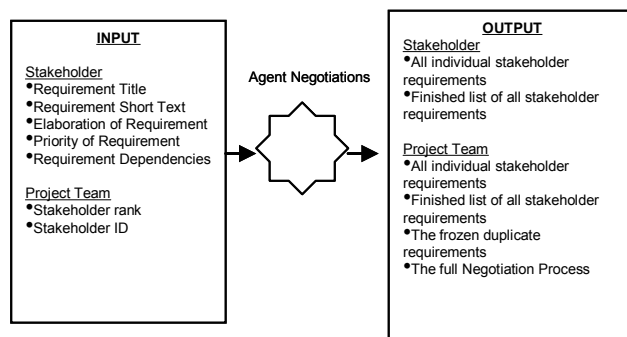 INPUT
Stakeholder
•Requirement Title
•Requirement Short Text
•Elaboration of Requirement
•Priority of Requirement
•Requirement Dependencies
Project Team
•Stakeholder rank
•Stakeholder ID
Agent Negotiations
OUTPUT
Stakeholder
•All individual stakeholder
requirements
•Finished list of all stakeholder
requirements
Project Team
•All individual stakeholder
requirements
•Finished list of all stakeholder
requirements
•The frozen duplicate
requirements
•The full Negotiation Process